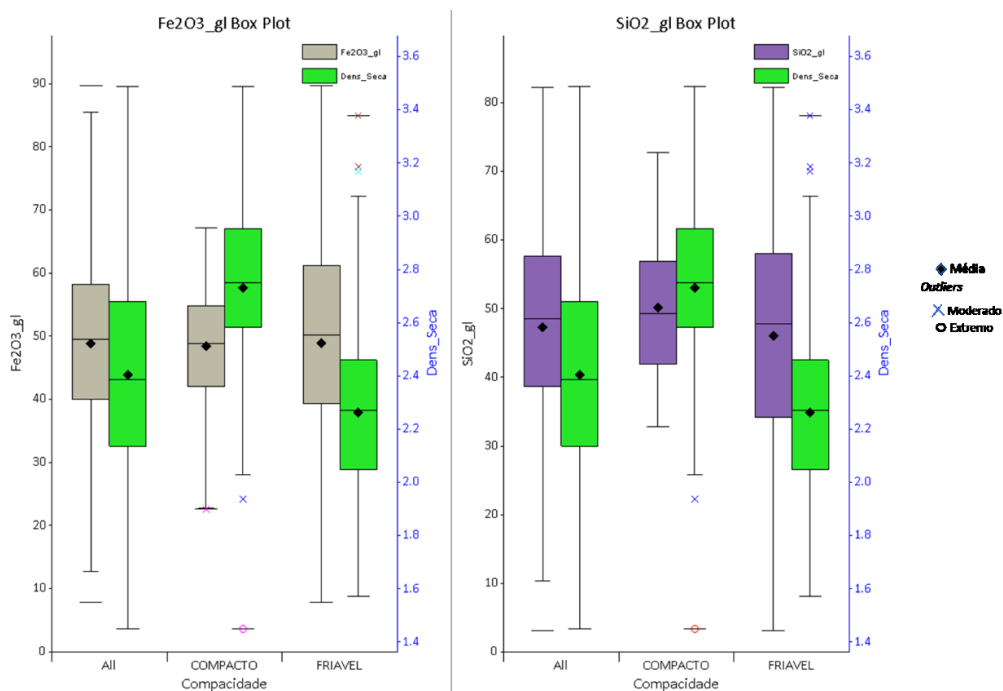 Fe2O3_gl Box Plot
Fe2O3_gl
Dens_Seca
90
80
70
60
50
40
30
20
10
0
Fe2O3_gl
3.6
3.4
3.2
3.0
2.8
2.6
2.4
2.2
2.0
1.8
1.6
1.4
Dens_Seca
All
COMPACTO
FRIAVEL
Compacidade
SiO2_gl Box Plot
SiO2_gl
Dens_Seca
80
70
60
50
40
30
20
10
0
SiO2_gl
3.6
3.4
3.2
3.0
2.8
2.6
2.4
2.2
2.0
1.8
1.6
1.4
Dens_Seca
All
COMPACTO
FRIAVEL
Compacidade
Média
Outliers
Moderado
Extremo